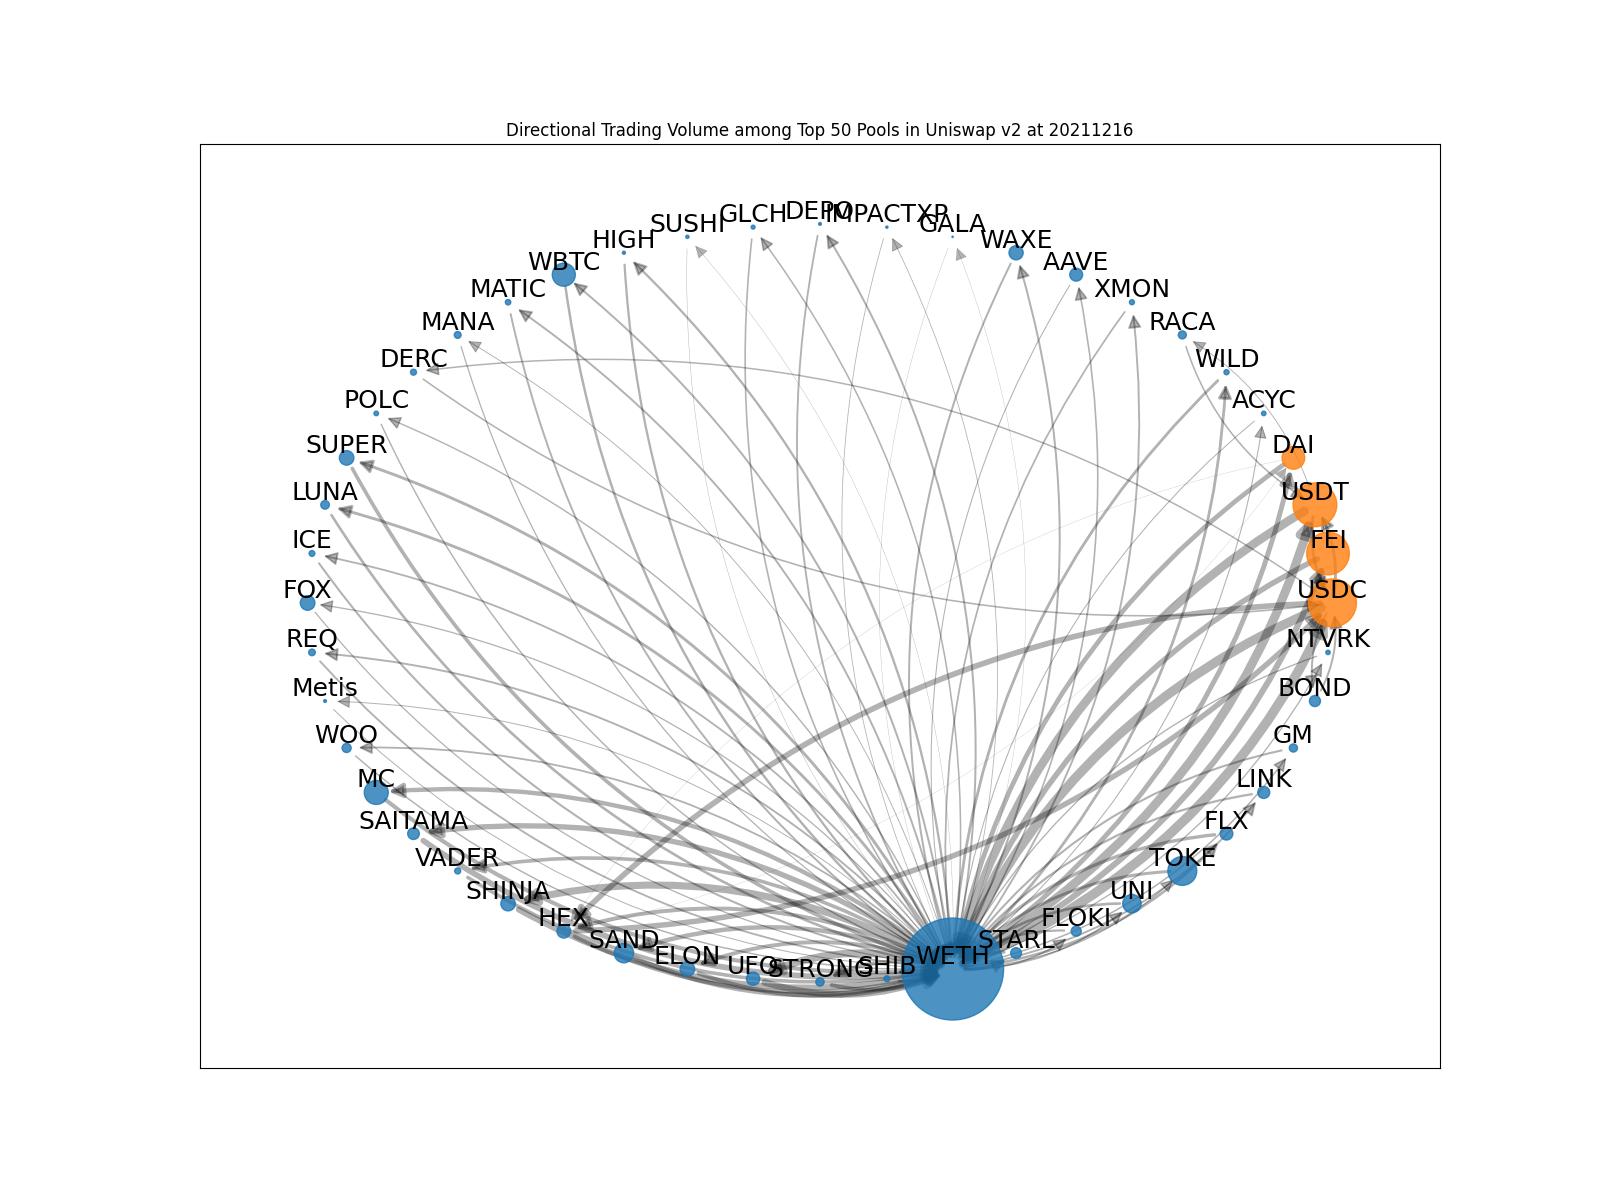 Directional Trading Volume among Top 50 Pools in Uniswap v2 at 20211216
DEPO
GLCH
IMPACTXP
SUSHI
GALA
HIGH
WAXE
WBTC
AAVE
MATIC
XMON
MANA
RACA
DERC
WILD
POLC
ACYC
SUPER
DAI
LUNA
USDT
ICE
FEI
FOX
USDC
REQ
NTVRK
Metis
BOND
WOO
GM
MC
LINK
SAITAMA
FLX
VADER
TOKE
SHINJA
UNI
HEX
FLOKI
SAND
STARL
ELON
WETH
UFO
STRONG
SHIB